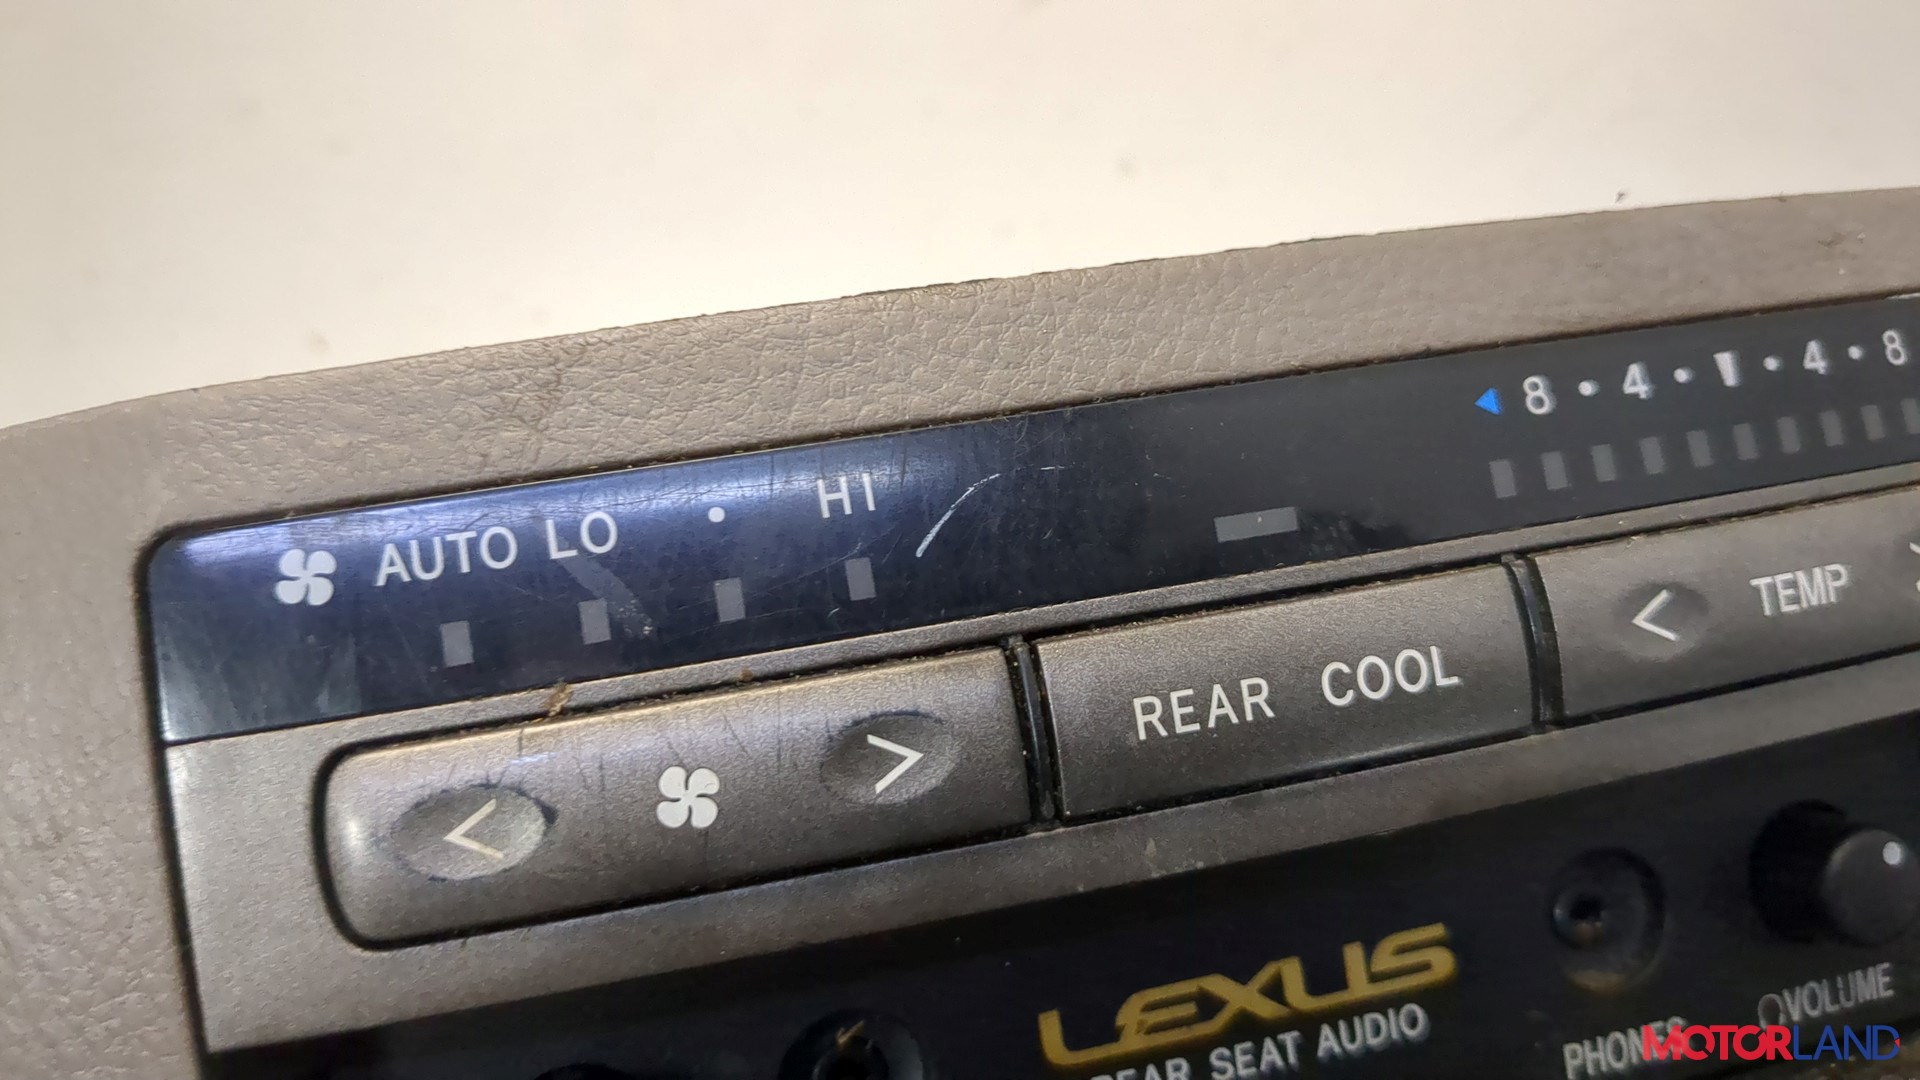 8 • 4 • • 4 • 8
AUTO LO • HI
< > REAR COOL < TEMP
LEXUS
REAR SEAT AUDIO
PHONES VOLUME
MOTORLAND